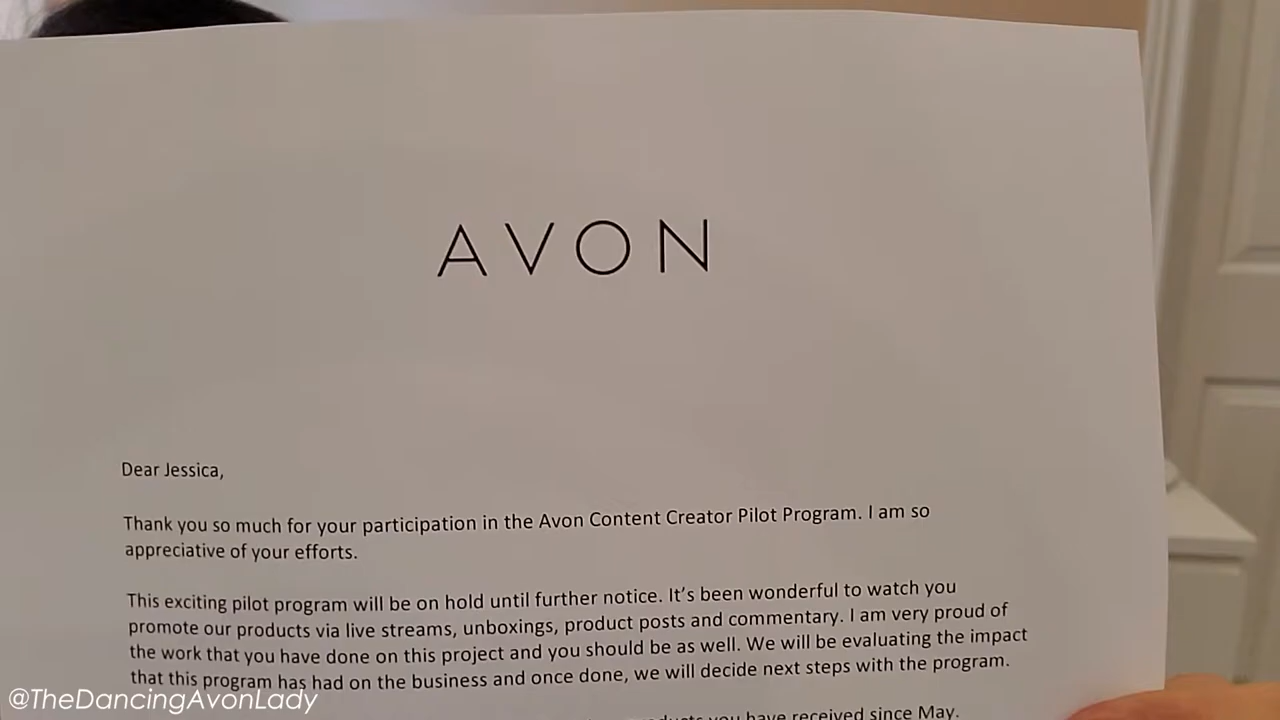 AVON
Dear Jessica,
Thank you so much for your participation in the Avon Content Creator Pilot Program. I am so
appreciative of your efforts.
This exciting pilot program will be on hold until further notice. It's been wonderful to watch you
promote our products via live streams, unboxings, product posts and commentary. I am very proud of
the work that you have done on this project and you should be as well. We will be evaluating the impact
that this program has had on the business and once done, we will decide next steps with the program.
you have received since May.
@TheDancingAvonLady